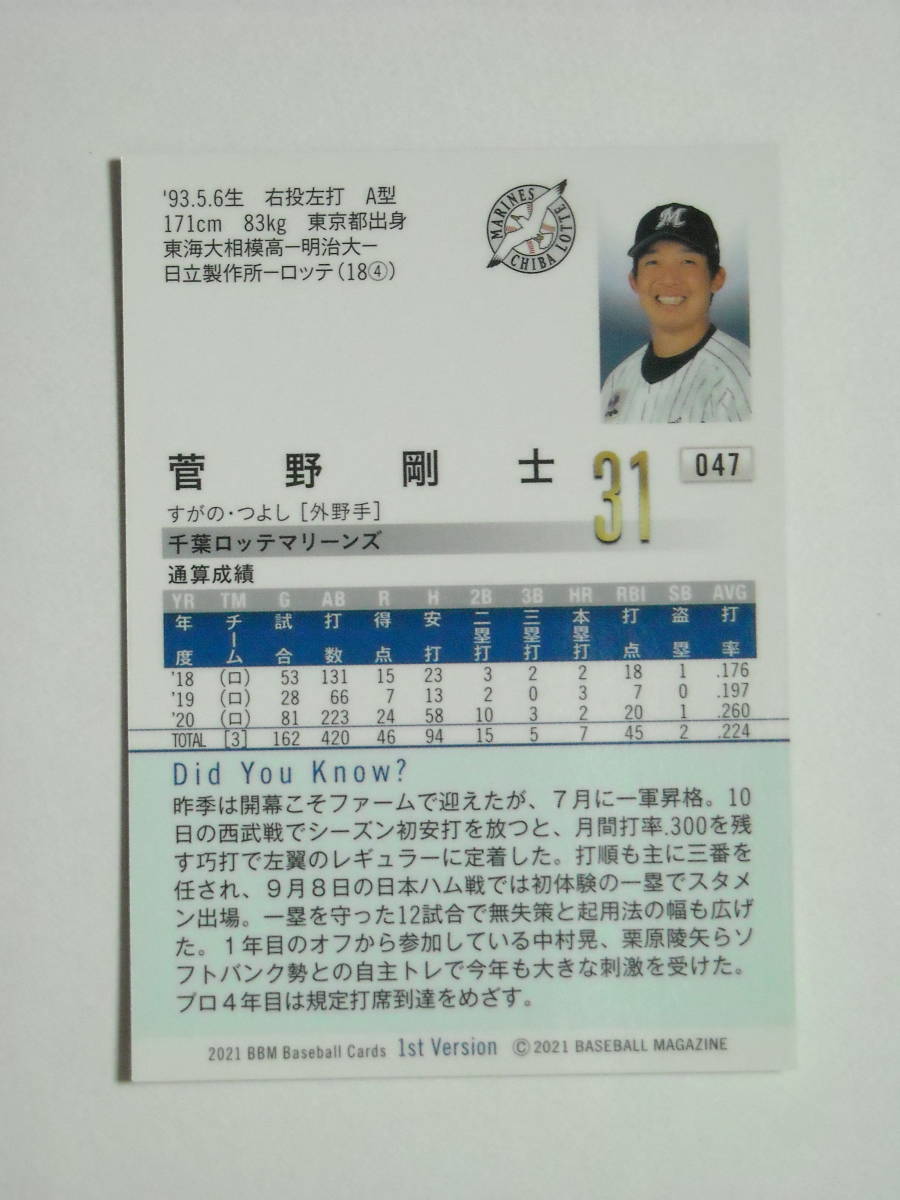 '93.5.6生 右投左打 A型
171cm 83kg 東京都出身
東海大相模高ー明治大ー
日立製作所ーロッテ(18④)
MARINES
CHIBA LOTTE
M
菅野剛士
31
047
すがの・つよし[外野手]
千葉ロッテマリーンズ
通算成績
YR TM G AB R H 2B 3B HR RBI SB AVG
年度 チーム 試合 打数 得点 安打 二塁打 三塁打 本塁打 打点 盗塁 打率
'18 (ロ) 53 131 15 23 3 2 2 18 1 .176
'19 (ロ) 28 66 7 13 2 0 3 7 0 .197
'20 (ロ) 81 223 24 58 10 3 2 20 1 .260
TOTAL [3] 162 420 46 94 15 5 7 45 2 .224
Did You Know?
昨季は開幕こそファームで迎えたが、7月に一軍昇格。10
日の西武戦でシーズン初安打を放つと、月間打率.300を残
す巧打で左翼のレギュラーに定着した。打順も主に三番を
任され、9月8日の日本ハム戦では初体験の一塁でスタメ
ン出場。一塁を守った12試合で無失策と起用法の幅も広げ
た。1年目のオフから参加している中村晃、栗原陵矢らソ
フトバンク勢との自主トレで今年も大きな刺激を受けた。
プロ4年目は規定打席到達をめざす。
2021 BBM Baseball Cards 1st Version ©2021 BASEBALL MAGAZINE